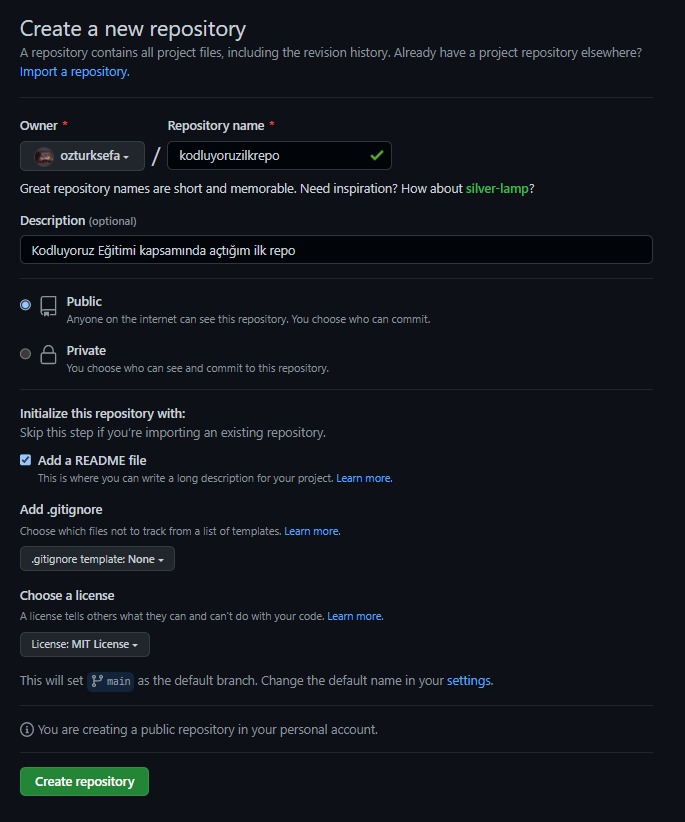 Create a new repository
A repository contains all project files, including the revision history. Already have a project repository elsewhere?
Import a repository.
Owner * Repository name *
ozturksefa / kodluyoruzilkrepo
Great repository names are short and memorable. Need inspiration? How about silver-lamp?
Description (optional)
Kodluyoruz Eğitimi kapsamında açtığım ilk repo
Public
Anyone on the internet can see this repository. You choose who can commit.
Private
You choose who can see and commit to this repository.
Initialize this repository with:
Skip this step if you're importing an existing repository.
Add a README file
This is where you can write a long description for your project. Learn more.
Add .gitignore
Choose which files not to track from a list of templates. Learn more.
.gitignore template: None
Choose a license
A license tells others what they can and can't do with your code. Learn more.
License: MIT License
This will set main as the default branch. Change the default name in your settings.
You are creating a public repository in your personal account.
Create repository